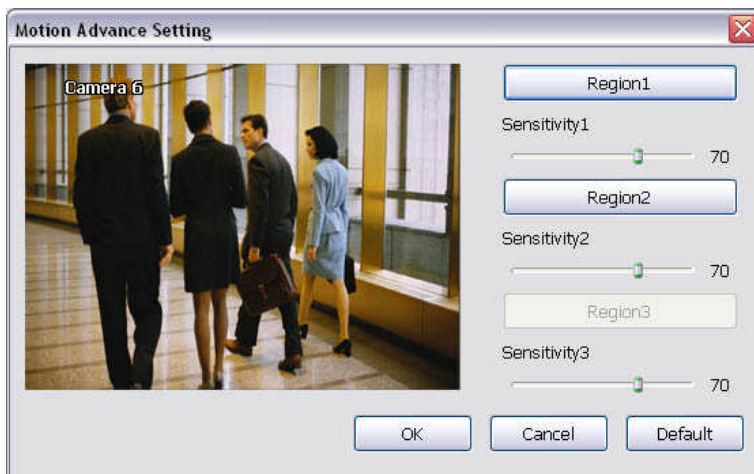 Motion Advance Setting
Camera 6
Region1
Sensitivity1
70
Region2
Sensitivity2
70
Region3
Sensitivity3
70
OK
Cancel
Default